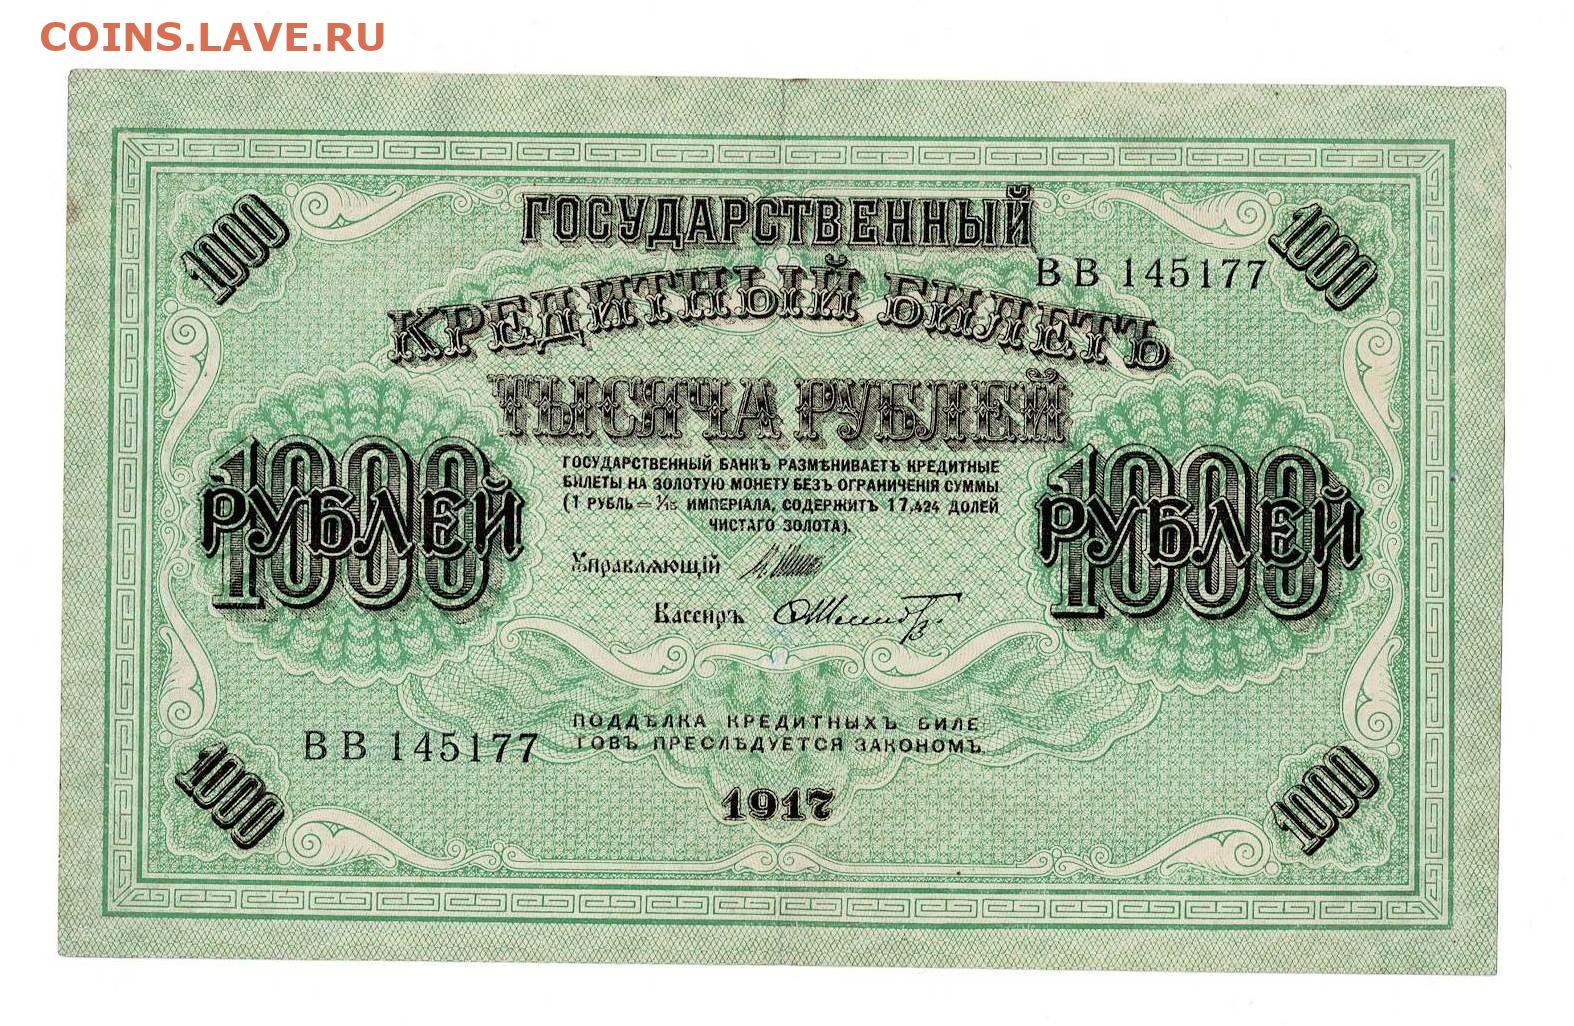 COINS.LAVE.RU
1000
ГОСУДАРСТВЕННЫЙ
1000
ВВ 145177
КРЕДИТНЫЙ БИЛЕТЪ
ТЫСЯЧА РУБЛЕЙ
1000
РУБЛЕЙ
ГОСУДАРСТВЕННЫЙ БАНКЪ РАЗМѢНИВАЕТЪ КРЕДИТНЫЕ
БИЛЕТЫ НА ЗОЛОТУЮ МОНЕТУ БЕЗЪ ОГРАНИЧЕНІЯ СУММЫ
(1 РУБЛЬ = 1/15 ИМПЕРІАЛА, СОДЕРЖИТЪ 17,424 ДОЛЕЙ
ЧИСТАГО ЗОЛОТА).
1000
РУБЛЕЙ
Управляющій
Кассиръ
ПОДДѢЛКА КРЕДИТНЫХЪ БИЛЕ
ТОВЪ ПРЕСЛѢДУЕТСЯ ЗАКОНОМЪ.
ВВ 145177
1000
1917
1000